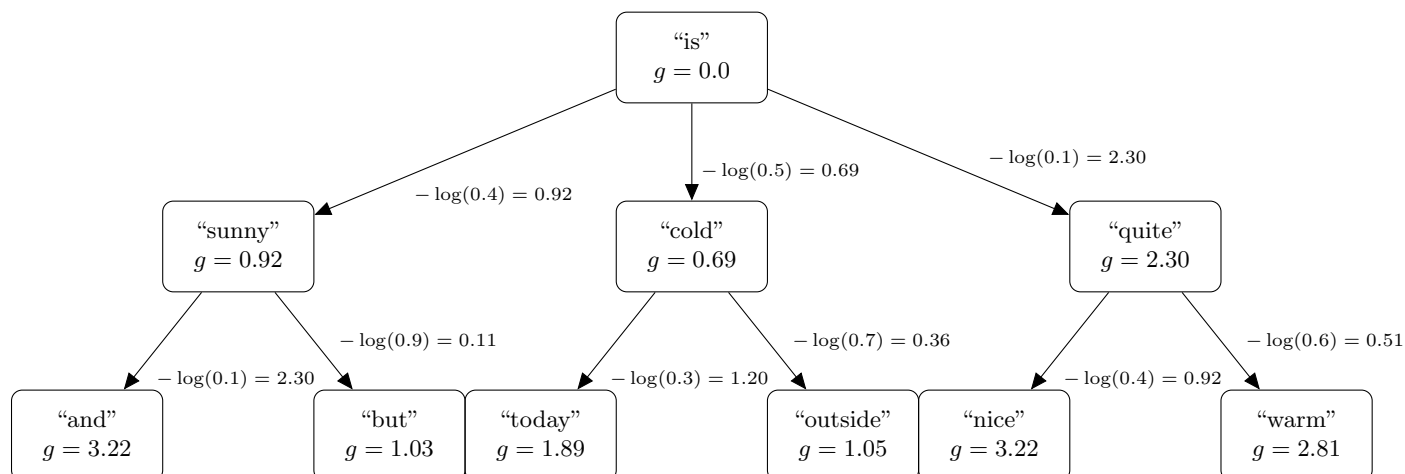 “is”
g = 0.0
− log(0.4) = 0.92
− log(0.5) = 0.69
− log(0.1) = 2.30
“sunny”
g = 0.92
“cold”
g = 0.69
“quite”
g = 2.30
− log(0.1) = 2.30
− log(0.9) = 0.11
− log(0.3) = 1.20
− log(0.7) = 0.36
− log(0.4) = 0.92
− log(0.6) = 0.51
“and”
g = 3.22
“but”
g = 1.03
“today”
g = 1.89
“outside”
g = 1.05
“nice”
g = 3.22
“warm”
g = 2.81